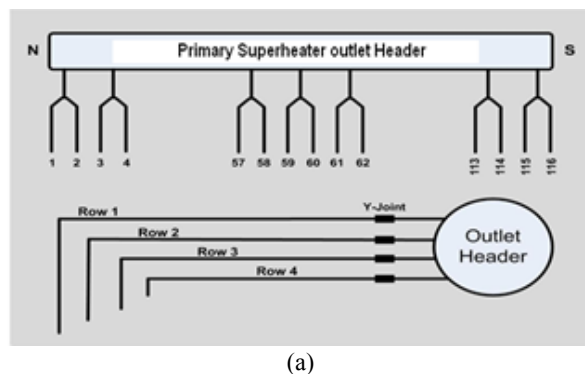 N Primary Superheater outlet Header S
1 2 3 4 57 58 59 60 61 62 113 114 115 116
Row 1 Y-Joint
Row 2
Row 3
Row 4
Outlet
Header
(a)